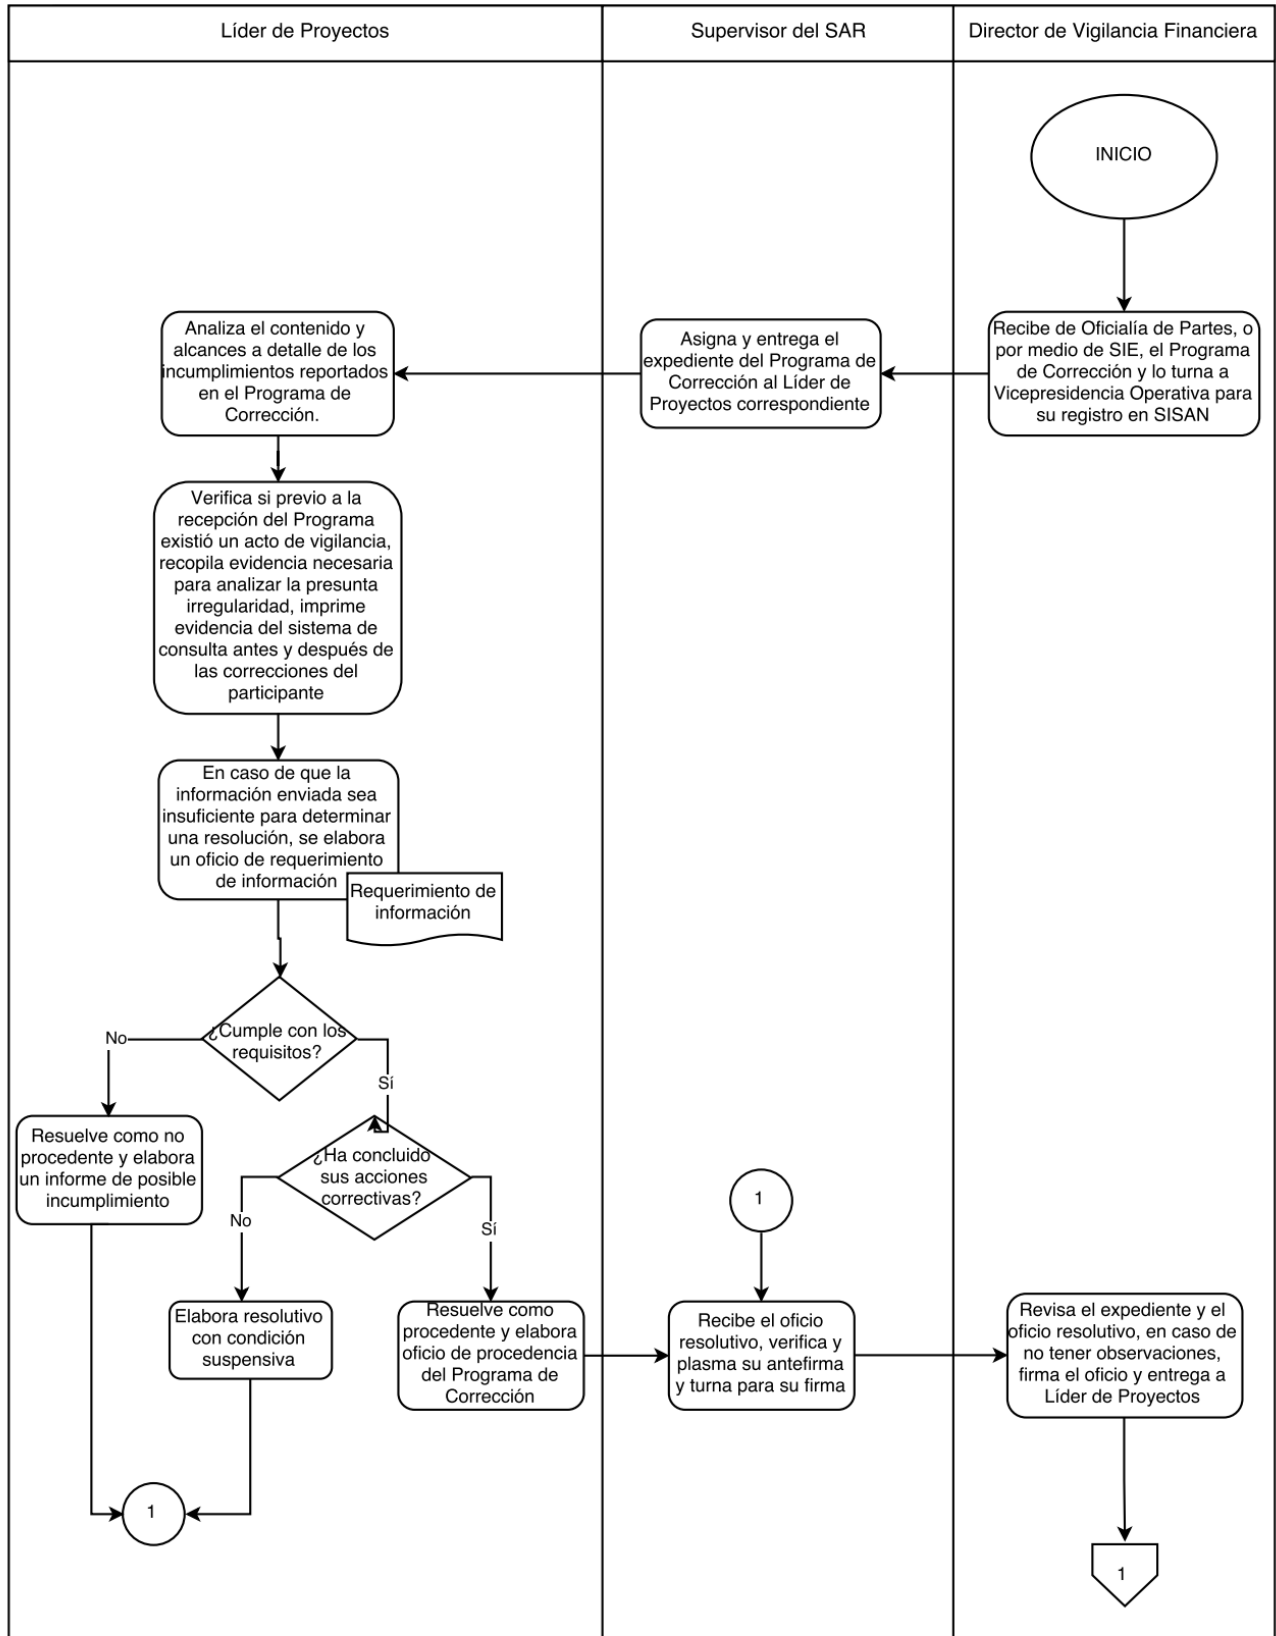 Líder de Proyectos
Supervisor del SAR
Director de Vigilancia Financiera
INICIO
Recibe de Oficialía de Partes, o
por medio de SIE, el Programa
de Corrección y lo turna a
Vicepresidencia Operativa para
su registro en SISAN
Asigna y entrega el
expediente del Programa de
Corrección al Líder de
Proyectos correspondiente
Analiza el contenido y
alcances a detalle de los
incumplimientos reportados
en el Programa de
Corrección.
Verifica si previo a la
recepción del Programa
existió un acto de vigilancia,
recopila evidencia necesaria
para analizar la presunta
irregularidad, imprime
evidencia del sistema de
consulta antes y después de
las correcciones del
participante
En caso de que la
información enviada sea
insuficiente para determinar
una resolución, se elabora
un oficio de requerimiento
de información
Requerimiento de
información
¿Cumple con los
requisitos?
No
Sí
Resuelve como no
procedente y elabora
un informe de posible
incumplimiento
¿Ha concluido
sus acciones
correctivas?
No
Sí
Elabora resolutivo
con condición
suspensiva
Resuelve como
procedente y elabora
oficio de procedencia
del Programa de
Corrección
1
1
Recibe el oficio
resolutivo, verifica y
plasma su antefirma
y turna para su firma
Revisa el expediente y el
oficio resolutivo, en caso de
no tener observaciones,
firma el oficio y entrega a
Líder de Proyectos
1